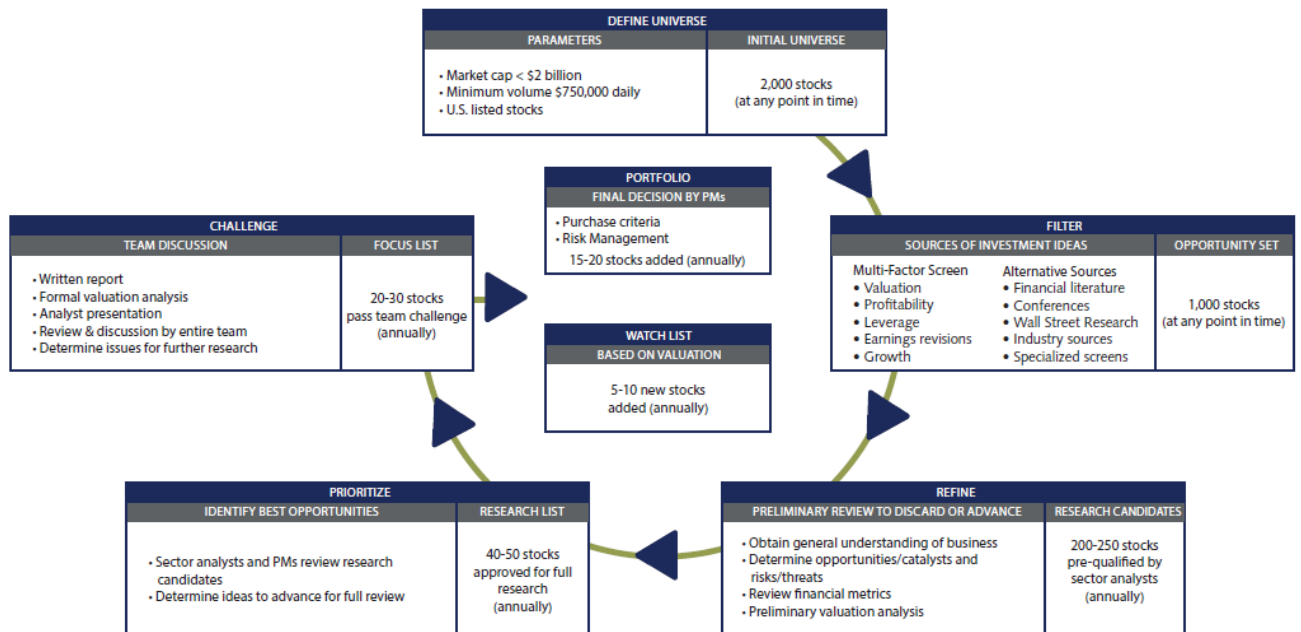 DEFINE UNIVERSE
PARAMETERS
• Market cap < $2 billion
• Minimum volume $750,000 daily
• U.S. listed stocks
INITIAL UNIVERSE
2,000 stocks
(at any point in time)
FILTER
SOURCES OF INVESTMENT IDEAS
Multi-Factor Screen
• Valuation
• Profitability
• Leverage
• Earnings revisions
• Growth
Alternative Sources
• Financial literature
• Conferences
• Wall Street Research
• Industry sources
• Specialized screens
OPPORTUNITY SET
1,000 stocks
(at any point in time)
REFINE
PRELIMINARY REVIEW TO DISCARD OR ADVANCE
• Obtain general understanding of business
• Determine opportunities/catalysts and
risks/threats
• Review financial metrics
• Preliminary valuation analysis
RESEARCH CANDIDATES
200-250 stocks
pre-qualified by
sector analysts
(annually)
PRIORITIZE
IDENTIFY BEST OPPORTUNITIES
• Sector analysts and PMs review research
candidates
• Determine ideas to advance for full review
RESEARCH LIST
40-50 stocks
approved for full
research
(annually)
CHALLENGE
TEAM DISCUSSION
• Written report
• Formal valuation analysis
• Analyst presentation
• Review & discussion by entire team
• Determine issues for further research
FOCUS LIST
20-30 stocks
pass team challenge
(annually)
PORTFOLIO
FINAL DECISION BY PMs
• Purchase criteria
• Risk Management
15-20 stocks added (annually)
WATCH LIST
BASED ON VALUATION
5-10 new stocks
added (annually)